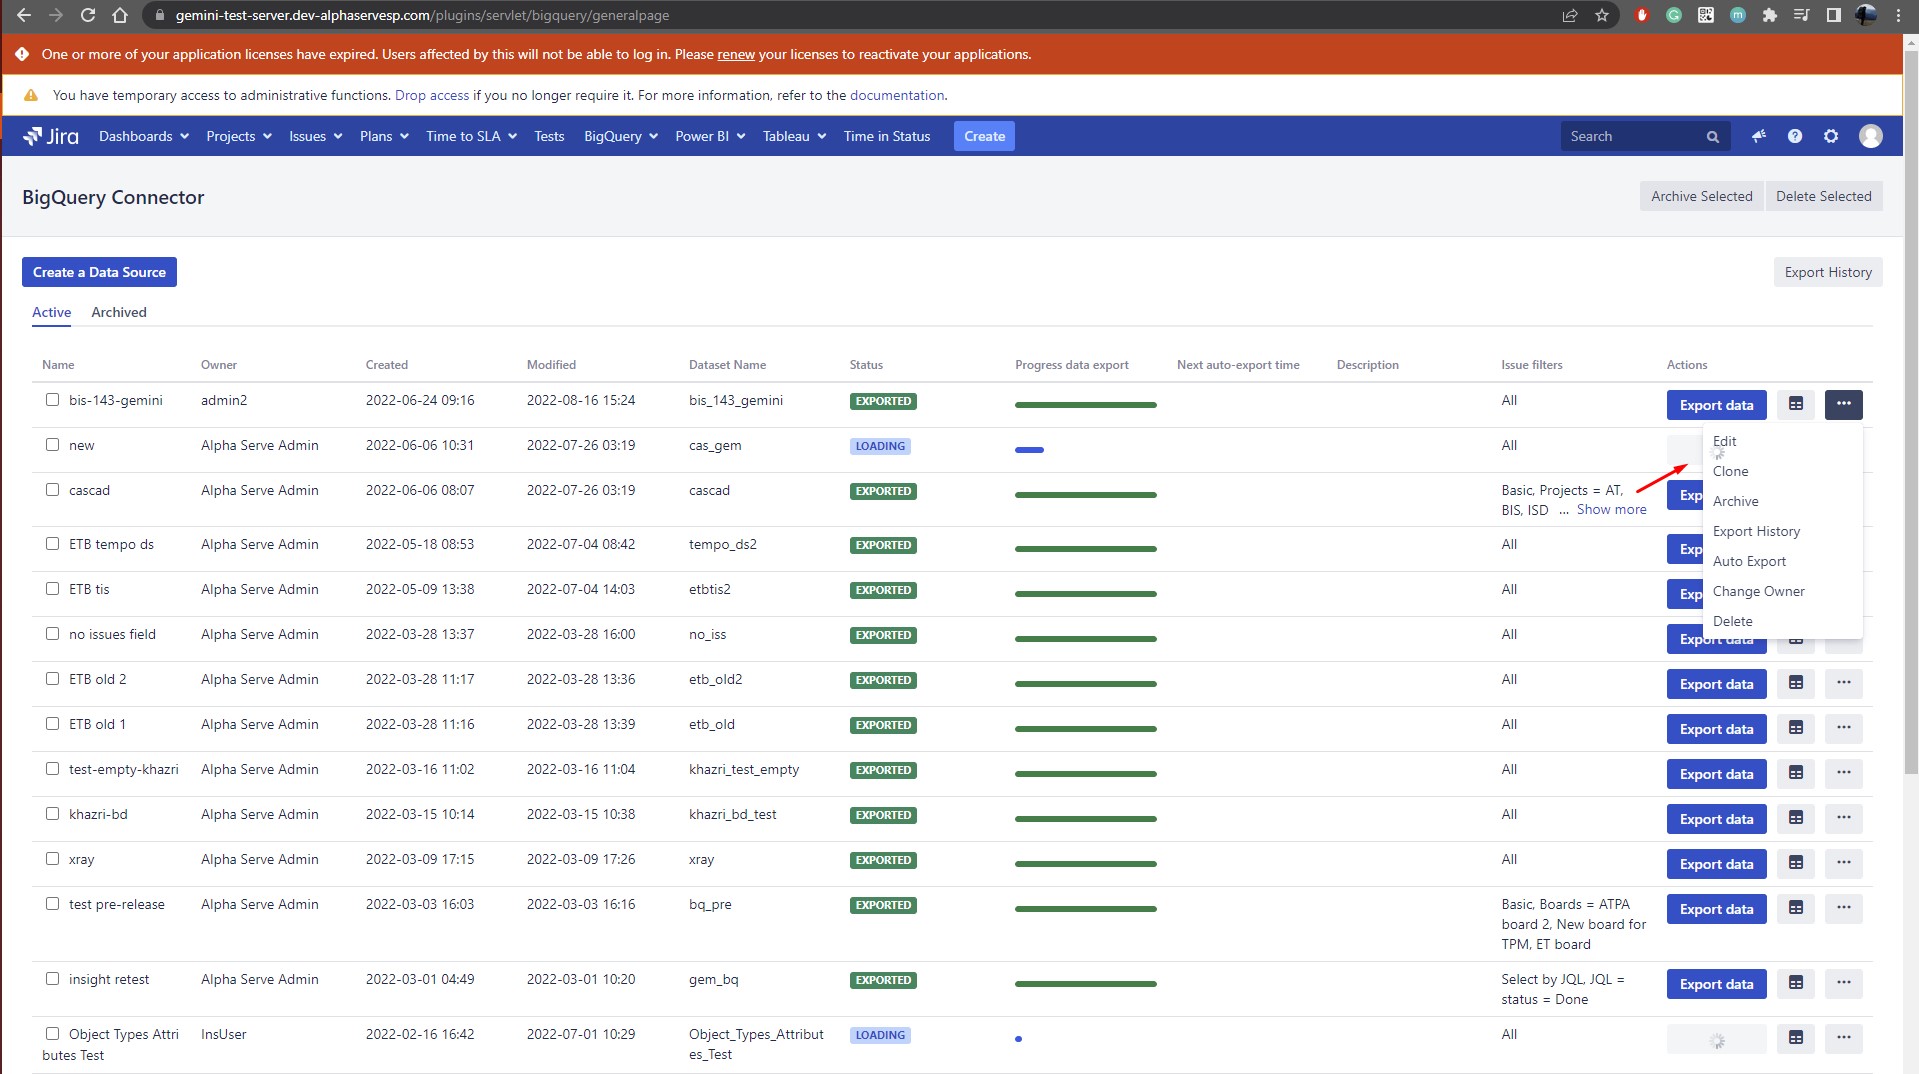 gemini-test-server.dev-alphaservesp.com/plugins/servlet/bigquery/generalpage
One or more of your application licenses have expired. Users affected by this will not be able to log in. Please renew your licenses to reactivate your applications.
You have temporary access to administrative functions. Drop access if you no longer require it. For more information, refer to the documentation.
Jira Dashboards Projects Issues Plans Time to SLA Tests BigQuery Power BI Tableau Time in Status Create Search
BigQuery Connector Archive Selected Delete Selected
Create a Data Source Export History
Active Archived
Name Owner Created Modified Dataset Name Status Progress data export Next auto-export time Description Issue filters Actions
bis-143-gemini admin2 2022-06-24 09:16 2022-08-16 15:24 bis_143_gemini EXPORTED All Export data
new Alpha Serve Admin 2022-06-06 10:31 2022-07-26 03:19 cas_gem LOADING All
Edit
Clone
Archive
Export History
Auto Export
Change Owner
Delete
cascad Alpha Serve Admin 2022-06-06 08:07 2022-07-26 03:19 cascad EXPORTED Basic, Projects = AT, Exp
BIS, ISD ... Show more
ETB tempo ds Alpha Serve Admin 2022-05-18 08:53 2022-07-04 08:42 tempo_ds2 EXPORTED All Exp
ETB tis Alpha Serve Admin 2022-05-09 13:38 2022-07-04 14:03 etbtis2 EXPORTED All Exp
no issues field Alpha Serve Admin 2022-03-28 13:37 2022-03-28 16:00 no_iss EXPORTED All Export data
ETB old 2 Alpha Serve Admin 2022-03-28 11:17 2022-03-28 13:36 etb_old2 EXPORTED All Export data
ETB old 1 Alpha Serve Admin 2022-03-28 11:16 2022-03-28 13:39 etb_old EXPORTED All Export data
test-empty-khazri Alpha Serve Admin 2022-03-16 11:02 2022-03-16 11:04 khazri_test_empty EXPORTED All Export data
khazri-bd Alpha Serve Admin 2022-03-15 10:14 2022-03-15 10:38 khazri_bd_test EXPORTED All Export data
xray Alpha Serve Admin 2022-03-09 17:15 2022-03-09 17:26 xray EXPORTED All Export data
test pre-release Alpha Serve Admin 2022-03-03 16:03 2022-03-03 16:16 bq_pre EXPORTED Basic, Boards = ATPA Export data
board 2, New board for
TPM, ET board
insight retest Alpha Serve Admin 2022-03-01 04:49 2022-03-01 10:20 gem_bq EXPORTED Select by JQL, JQL = Export data
status = Done
Object Types Attri InsUser 2022-02-16 16:42 2022-07-01 10:29 Object_Types_Attribut LOADING All
butes Test es_Test